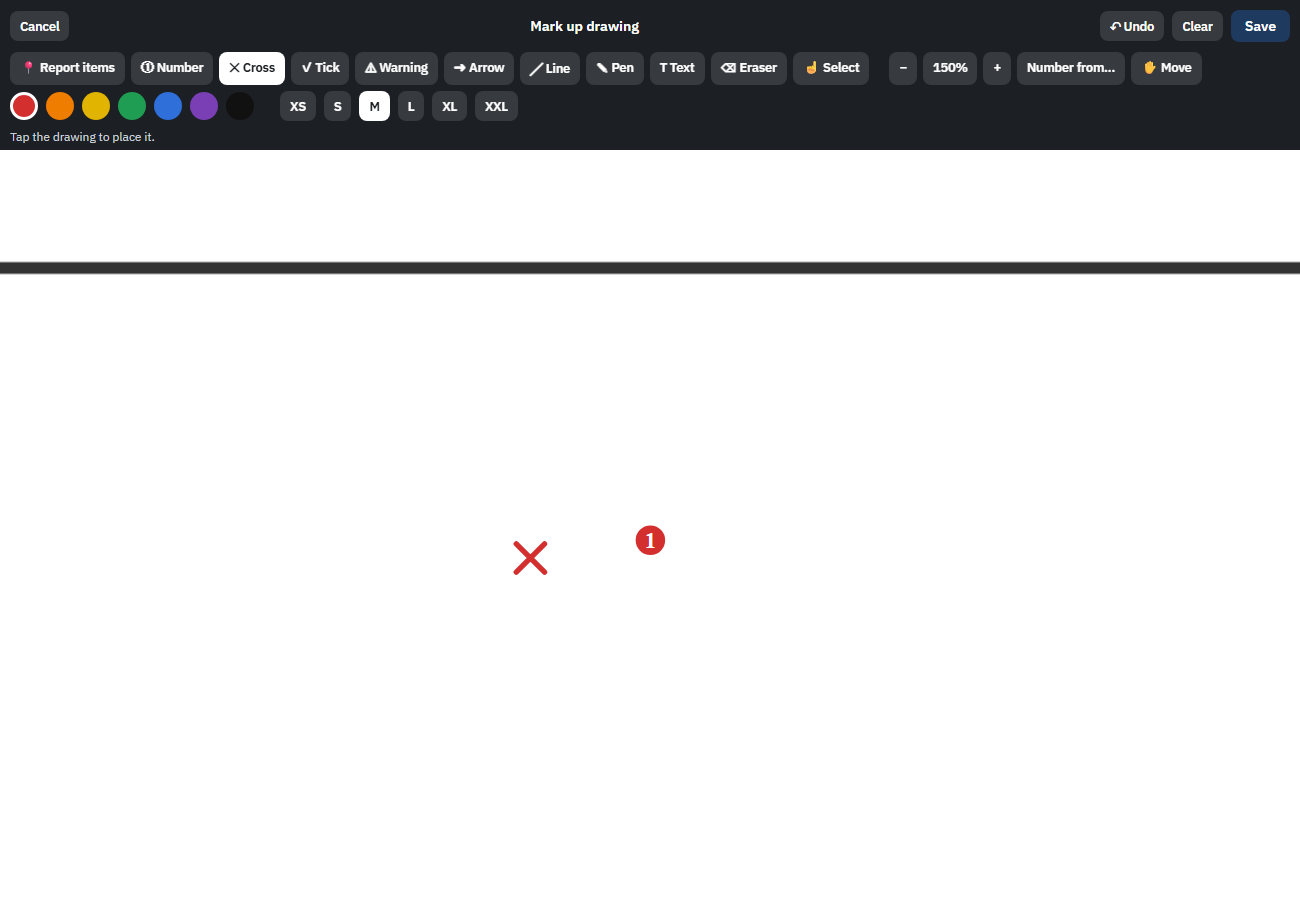 Cancel
Mark up drawing
↶ Undo
Clear
Save
📍 Report items
① Number
✕ Cross
✓ Tick
⚠ Warning
➞ Arrow
╱ Line
✎ Pen
T Text
⌫ Eraser
☝ Select
−
150%
+
Number from...
✋ Move
XS
S
M
L
XL
XXL
Tap the drawing to place it.
1